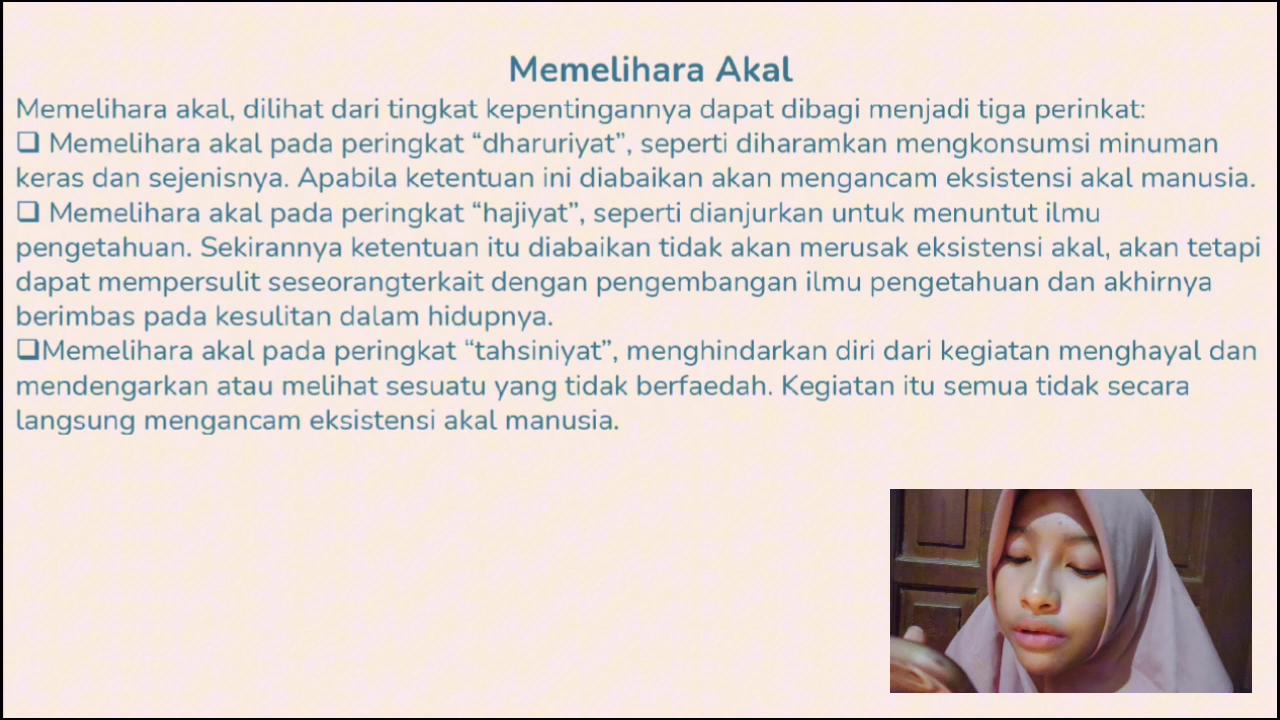 Memelihara Akal
Memelihara akal, dilihat dari tingkat kepentingannya dapat dibagi menjadi tiga perinkat:
❑ Memelihara akal pada peringkat “dharuriyat”, seperti diharamkan mengkonsumsi minuman
keras dan sejenisnya. Apabila ketentuan ini diabaikan akan mengancam eksistensi akal manusia.
❑ Memelihara akal pada peringkat “hajiyat”, seperti dianjurkan untuk menuntut ilmu
pengetahuan. Sekirannya ketentuan itu diabaikan tidak akan merusak eksistensi akal, akan tetapi
dapat mempersulit seseorangterkait dengan pengembangan ilmu pengetahuan dan akhirnya
berimbas pada kesulitan dalam hidupnya.
❑Memelihara akal pada peringkat “tahsiniyat”, menghindarkan diri dari kegiatan menghayal dan
mendengarkan atau melihat sesuatu yang tidak berfaedah. Kegiatan itu semua tidak secara
langsung mengancam eksistensi akal manusia.